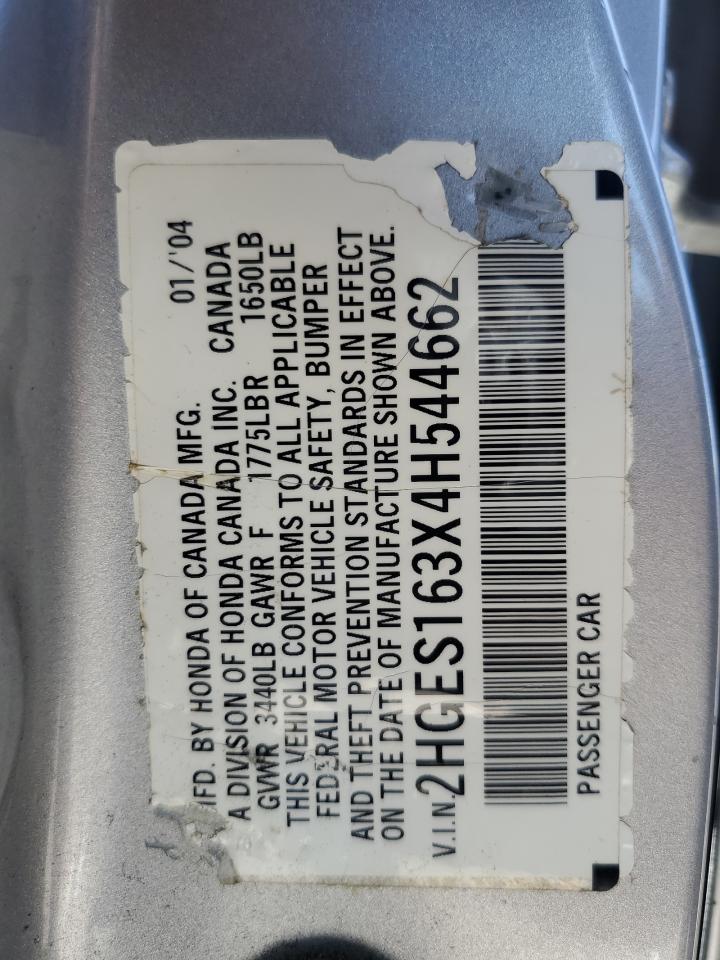 MFD. BY HONDA OF CANADA MFG. 01/'04
A DIVISION OF HONDA CANADA INC. CANADA
GVWR 3440LB GAWR F 1775LB R 1650LB
THIS VEHICLE CONFORMS TO ALL APPLICABLE
FEDERAL MOTOR VEHICLE SAFETY, BUMPER
AND THEFT PREVENTION STANDARDS IN EFFECT
ON THE DATE OF MANUFACTURE SHOWN ABOVE.
V.I.N. 2HGES163X4H544662
PASSENGER CAR